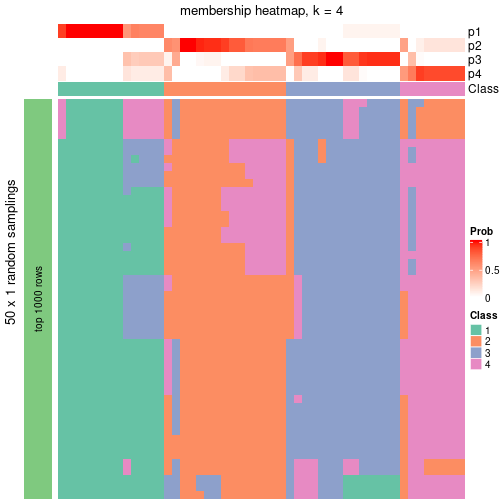 membership heatmap, k = 4
p1
p2
p3
p4
Class
50 x 1 random samplings
top 1000 rows
Prob
1
0.5
0
Class
1
2
3
4